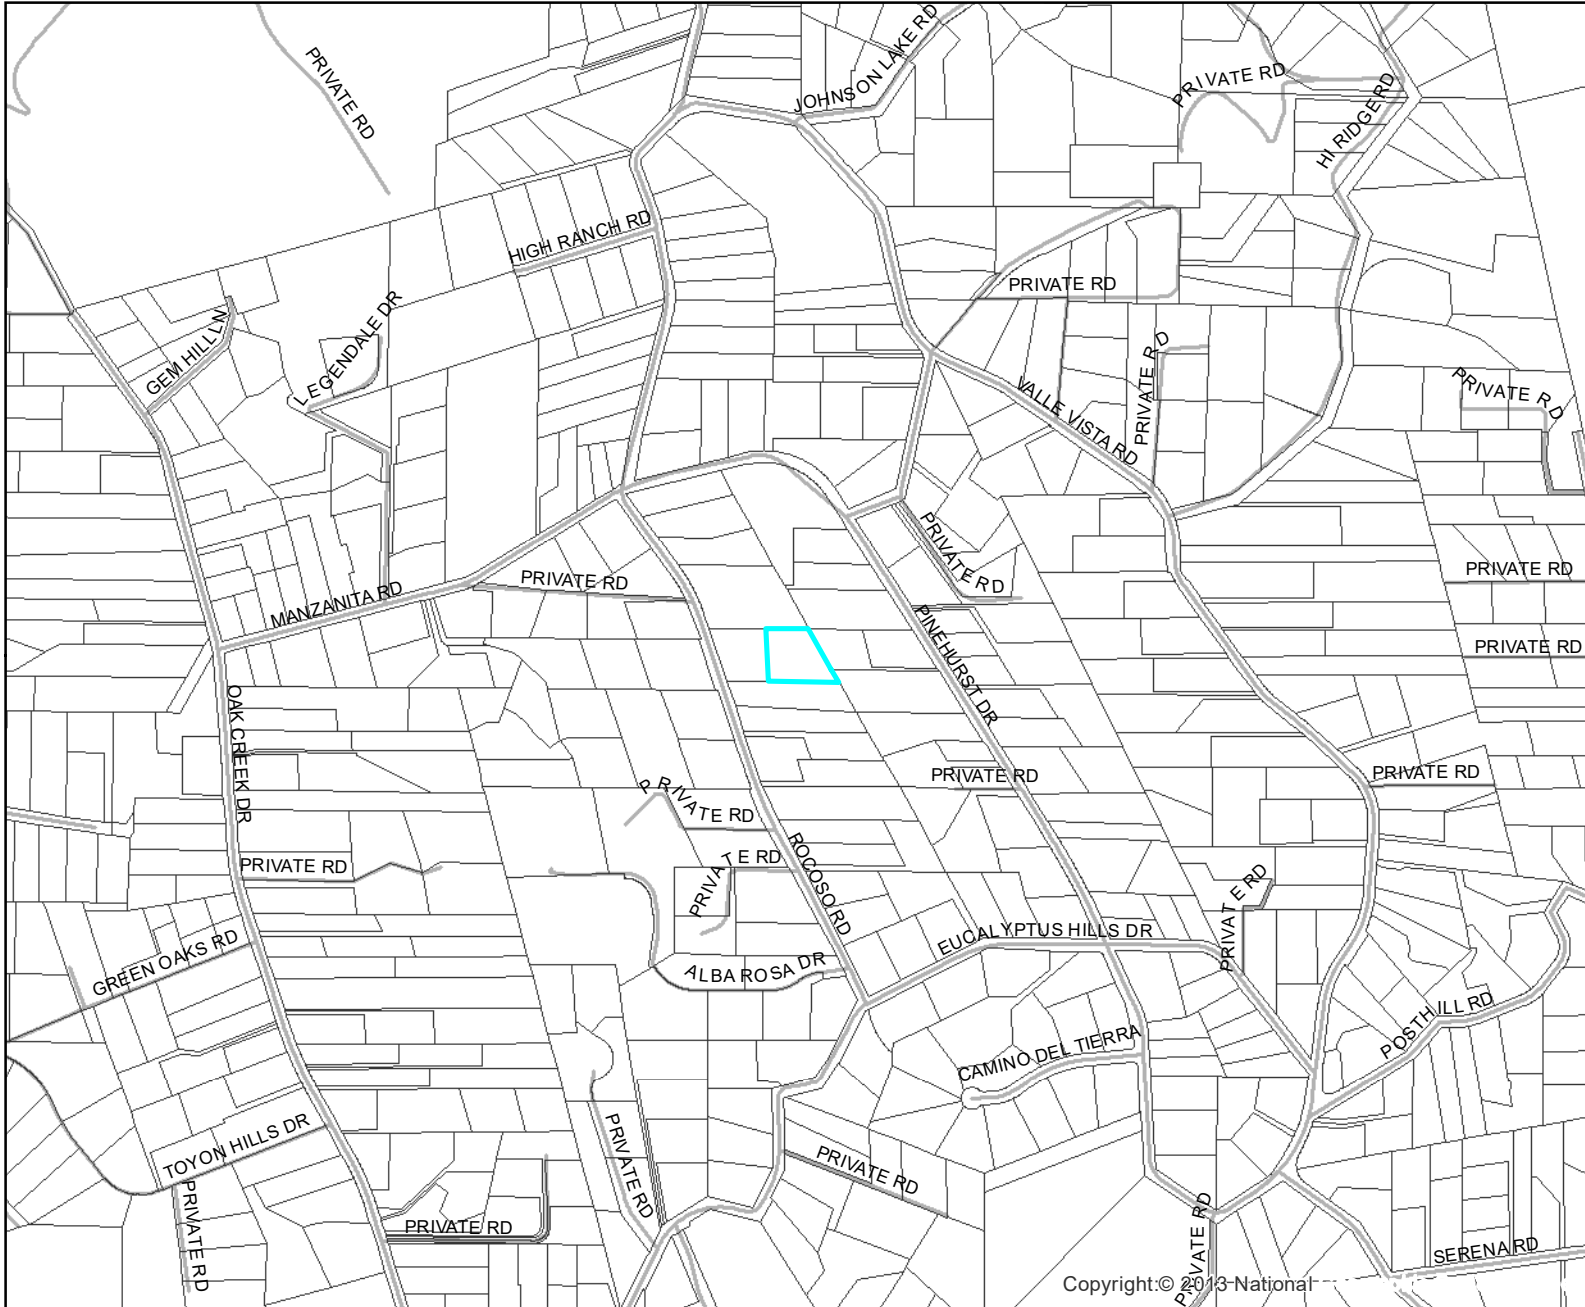 JOHNSON LAKE RD
PRIVATE RD
PRIVATE RD
HI RIDGE RD
HIGH RANCH RD
PRIVATE RD
GEM HILL LN
LEGENDALE DR
PRIVATE RD
VALLE VISTA RD
PRIVATE RD
PRIVATE RD
PRIVATE RD
MANZANITA RD
PRIVATE RD
PRIVATE RD
PINEHURST DR
OAK CREEK DR
PRIVATE RD
PRIVATE RD
PRIVATE RD
PRIVATE RD
PRIVATE RD
ROCOSO RD
PRIVATE RD
GREEN OAKS RD
EUCALYPTUS HILLS DR
ALBA ROSA DR
POSTHILL RD
CAMINO DEL TIERRA
TOYON HILLS DR
PRIVATE RD
PRIVATE RD
PRIVATE RD
PRIVATE RD
PRIVATE RD
SERENA RD
Copyright:© 2013 National